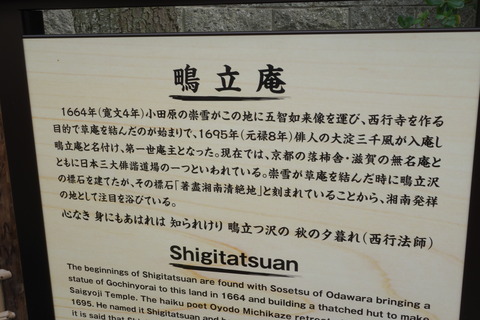 鴫立庵
1664年(寛文4年)小田原の崇雪がこの地に五智如来像を運び、西行寺を作る
目的で草庵を結んだのが始まりで、1695年(元禄8年)俳人の大淀三千風が入庵し
鴫立庵と名付け、第一世庵主となった。現在では、京都の落柿舎・滋賀の無名庵と
ともに日本三大俳諧道場の一つといわれている。崇雪が草庵を結んだ時に鴫立沢
の標石を建てたが、その標石「著盡湘南清絶地」と刻まれていることから、湘南発祥
の地として注目を浴びている。
心なき 身にもあはれは 知られけり 鴫立つ沢の 秋の夕暮れ(西行法師)
Shigitatsuan
The beginnings of Shigitatsuan are found with Sosetsu of Odawara bringing a
statue of Gochinyorai to this land in 1664 and building a thatched hut to make
Saigyoji Temple. The haiku poet Oyodo Michikaze
1695. He named it Shigitatsuan and
it is said that